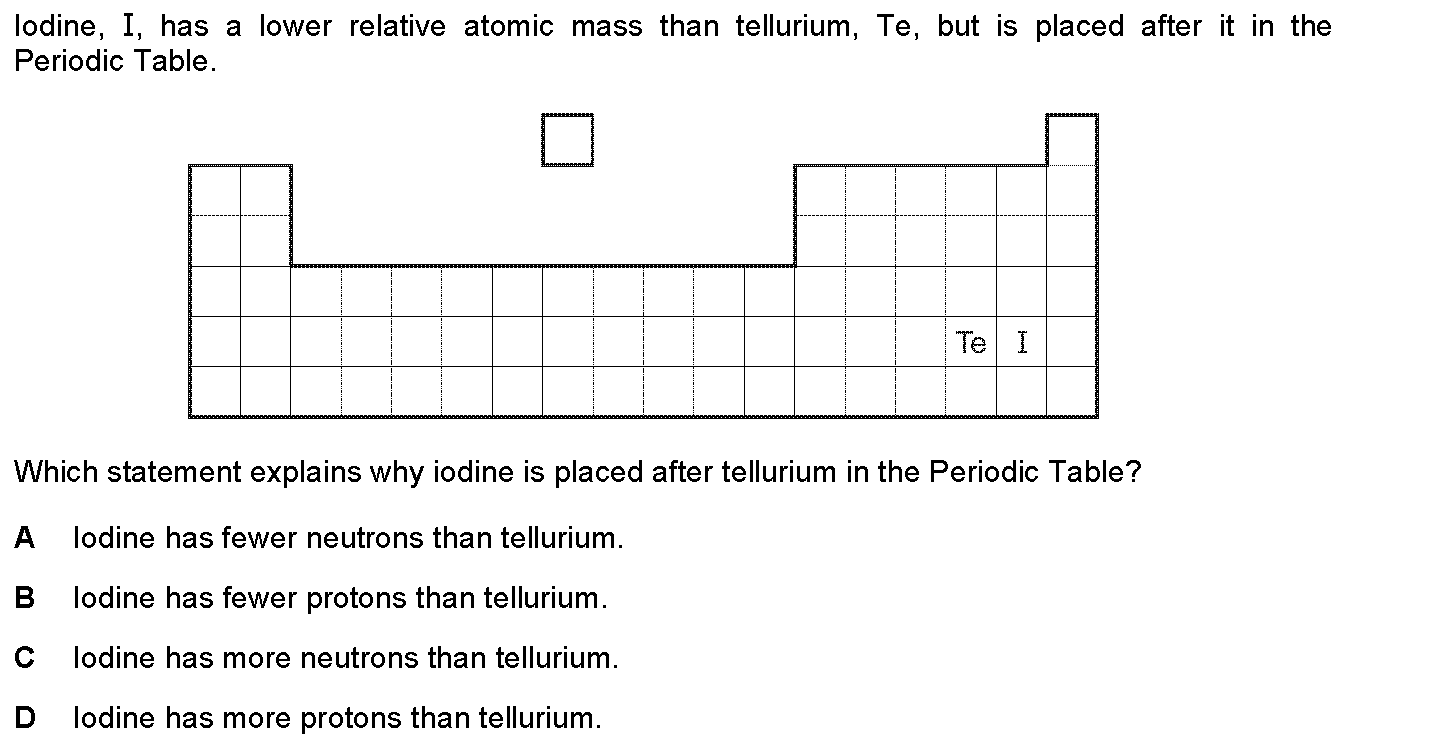 Iodine, I, has a lower relative atomic mass than tellurium, Te, but is placed after it in the
Periodic Table.
Te I
Which statement explains why iodine is placed after tellurium in the Periodic Table?
A Iodine has fewer neutrons than tellurium.
B Iodine has fewer protons than tellurium.
C Iodine has more neutrons than tellurium.
D Iodine has more protons than tellurium.